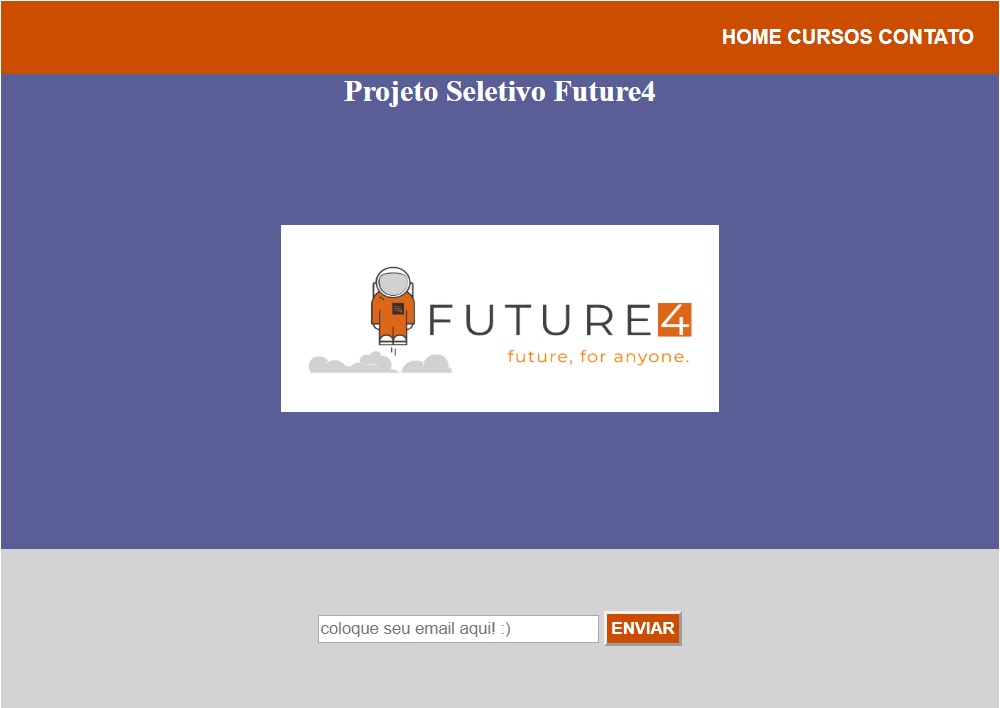 HOME CURSOS CONTATO
Projeto Seletivo Future4
FUTURE4
future, for anyone.
coloque seu email aqui! :) ENVIAR